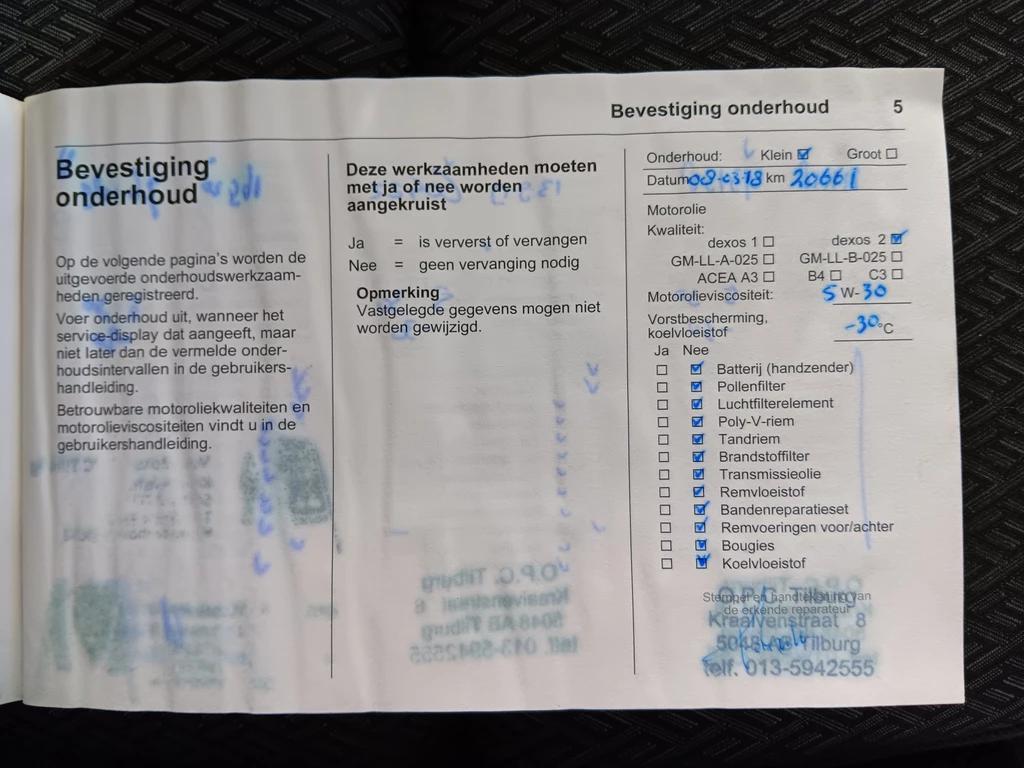 Bevestiging onderhoud 5
Bevestiging
onderhoud
Op de volgende pagina's worden de
uitgevoerde onderhoudswerkzaam-
heden geregistreerd.
Voer onderhoud uit, wanneer het
service-display dat aangeeft, maar
niet later dan de vermelde onder-
houdsintervallen in de gebruikers-
handleiding.
Betrouwbare motoroliekwaliteiten en
motorolieviscositeiten vindt u in de
gebruikershandleiding.
Deze werkzaamheden moeten
met ja of nee worden
aangekruist
Ja = is ververst of vervangen
Nee = geen vervanging nodig
Opmerking
Vastgelegde gegevens mogen niet
worden gewijzigd.
Onderhoud: Klein ☑ Groot ☐
Datum 08-03-18 km 20661
Motorolie
Kwaliteit:
dexos 1 ☐ dexos 2 ☑
GM-LL-A-025 ☐ GM-LL-B-025 ☐
ACEA A3 ☐ B4 ☐ C3 ☐
Motorolieviscositeit: 5 W-30
Vorstbescherming,
koelvloeistof -30 °C
Ja Nee
☐ ☑ Batterij (handzender)
☐ ☑ Pollenfilter
☐ ☑ Luchtfilterelement
☐ ☑ Poly-V-riem
☐ ☑ Tandriem
☐ ☑ Brandstoffilter
☐ ☑ Transmissieolie
☐ ☑ Remvloeistof
☐ ☑ Bandenreparatieset
☐ ☑ Remvoeringen voor/achter
☐ ☑ Bougies
☐ ☑ Koelvloeistof
Stempel en handtekening van
de erkende reparateur
O.P.C. Tilburg
Kraaivenstraat 8
5048 AB Tilburg
Telf. 013-5942555